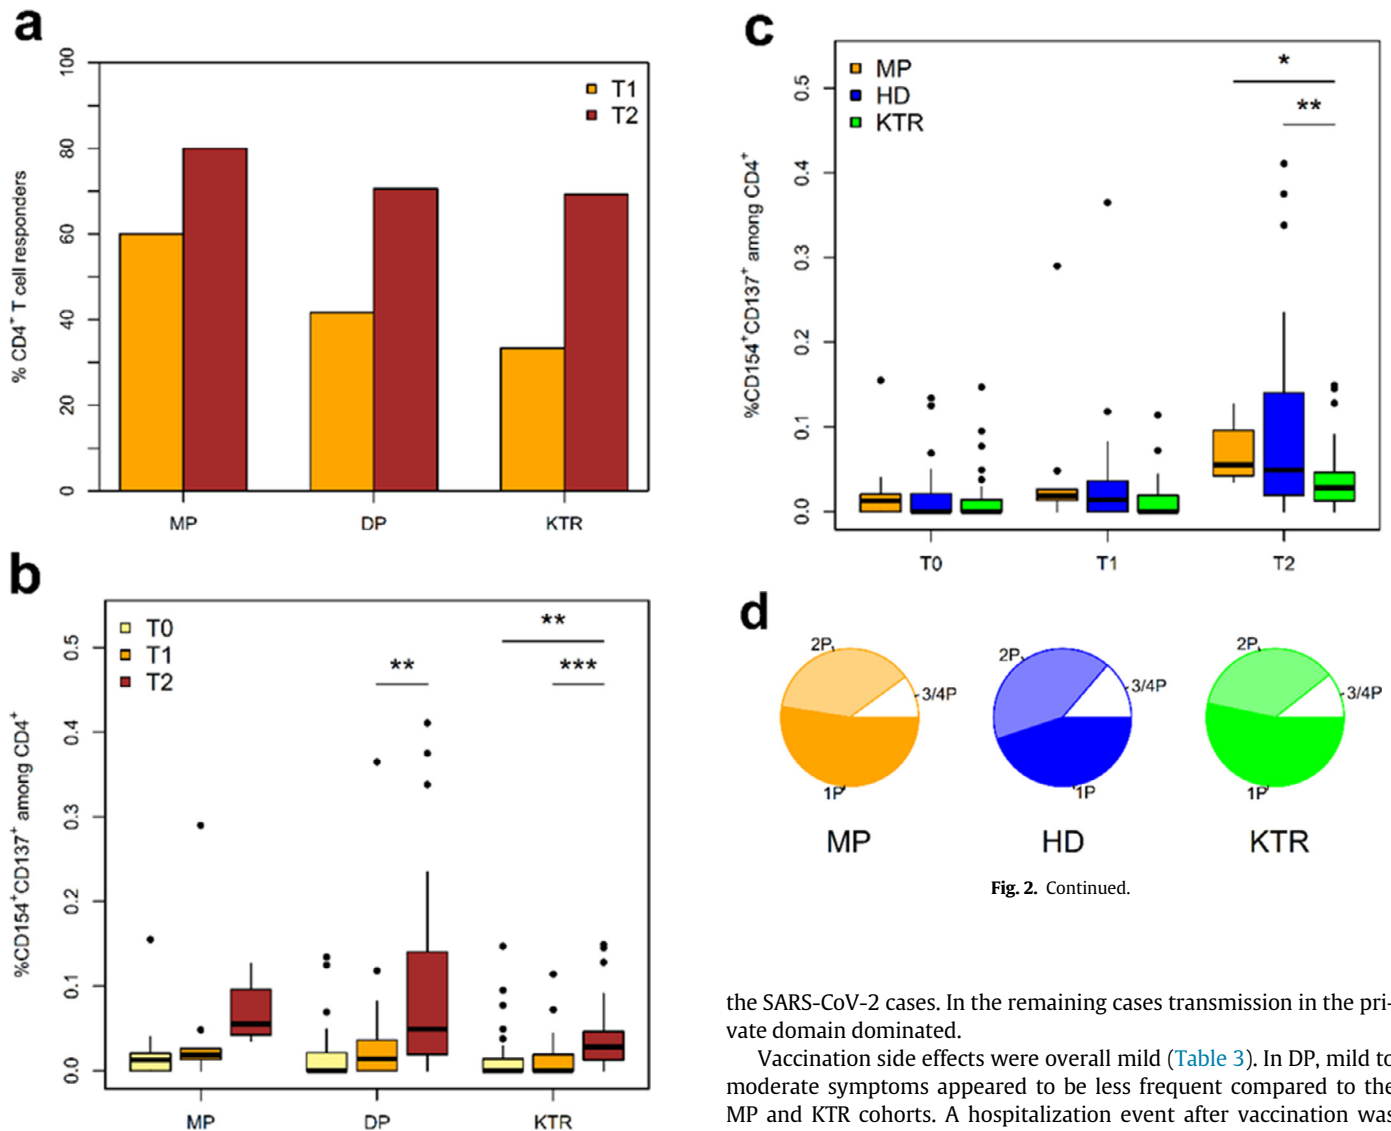 a
% CD4+ T cell responders
100
80
60
40
20
0
T1
T2
MP DP KTR
b
%CD154+CD137+ among CD4+
0.5
0.4
0.3
0.2
0.1
0.0
T0
T1
T2
** *** **
MP DP KTR
c
%CD154+CD137+ among CD4+
0.5
0.4
0.3
0.2
0.1
0.0
MP
HD
KTR
*
**
T0 T1 T2
d
2P 3/4P 1P
MP
2P 3/4P 1P
HD
2P 3/4P 1P
KTR
Fig. 2. Continued.
the SARS-CoV-2 cases. In the remaining cases transmission in the pri-
vate domain dominated.
Vaccination side effects were overall mild (Table 3). In DP, mild to
moderate symptoms appeared to be less frequent compared to the
MP and KTR cohorts. A hospitalization event after vaccination was